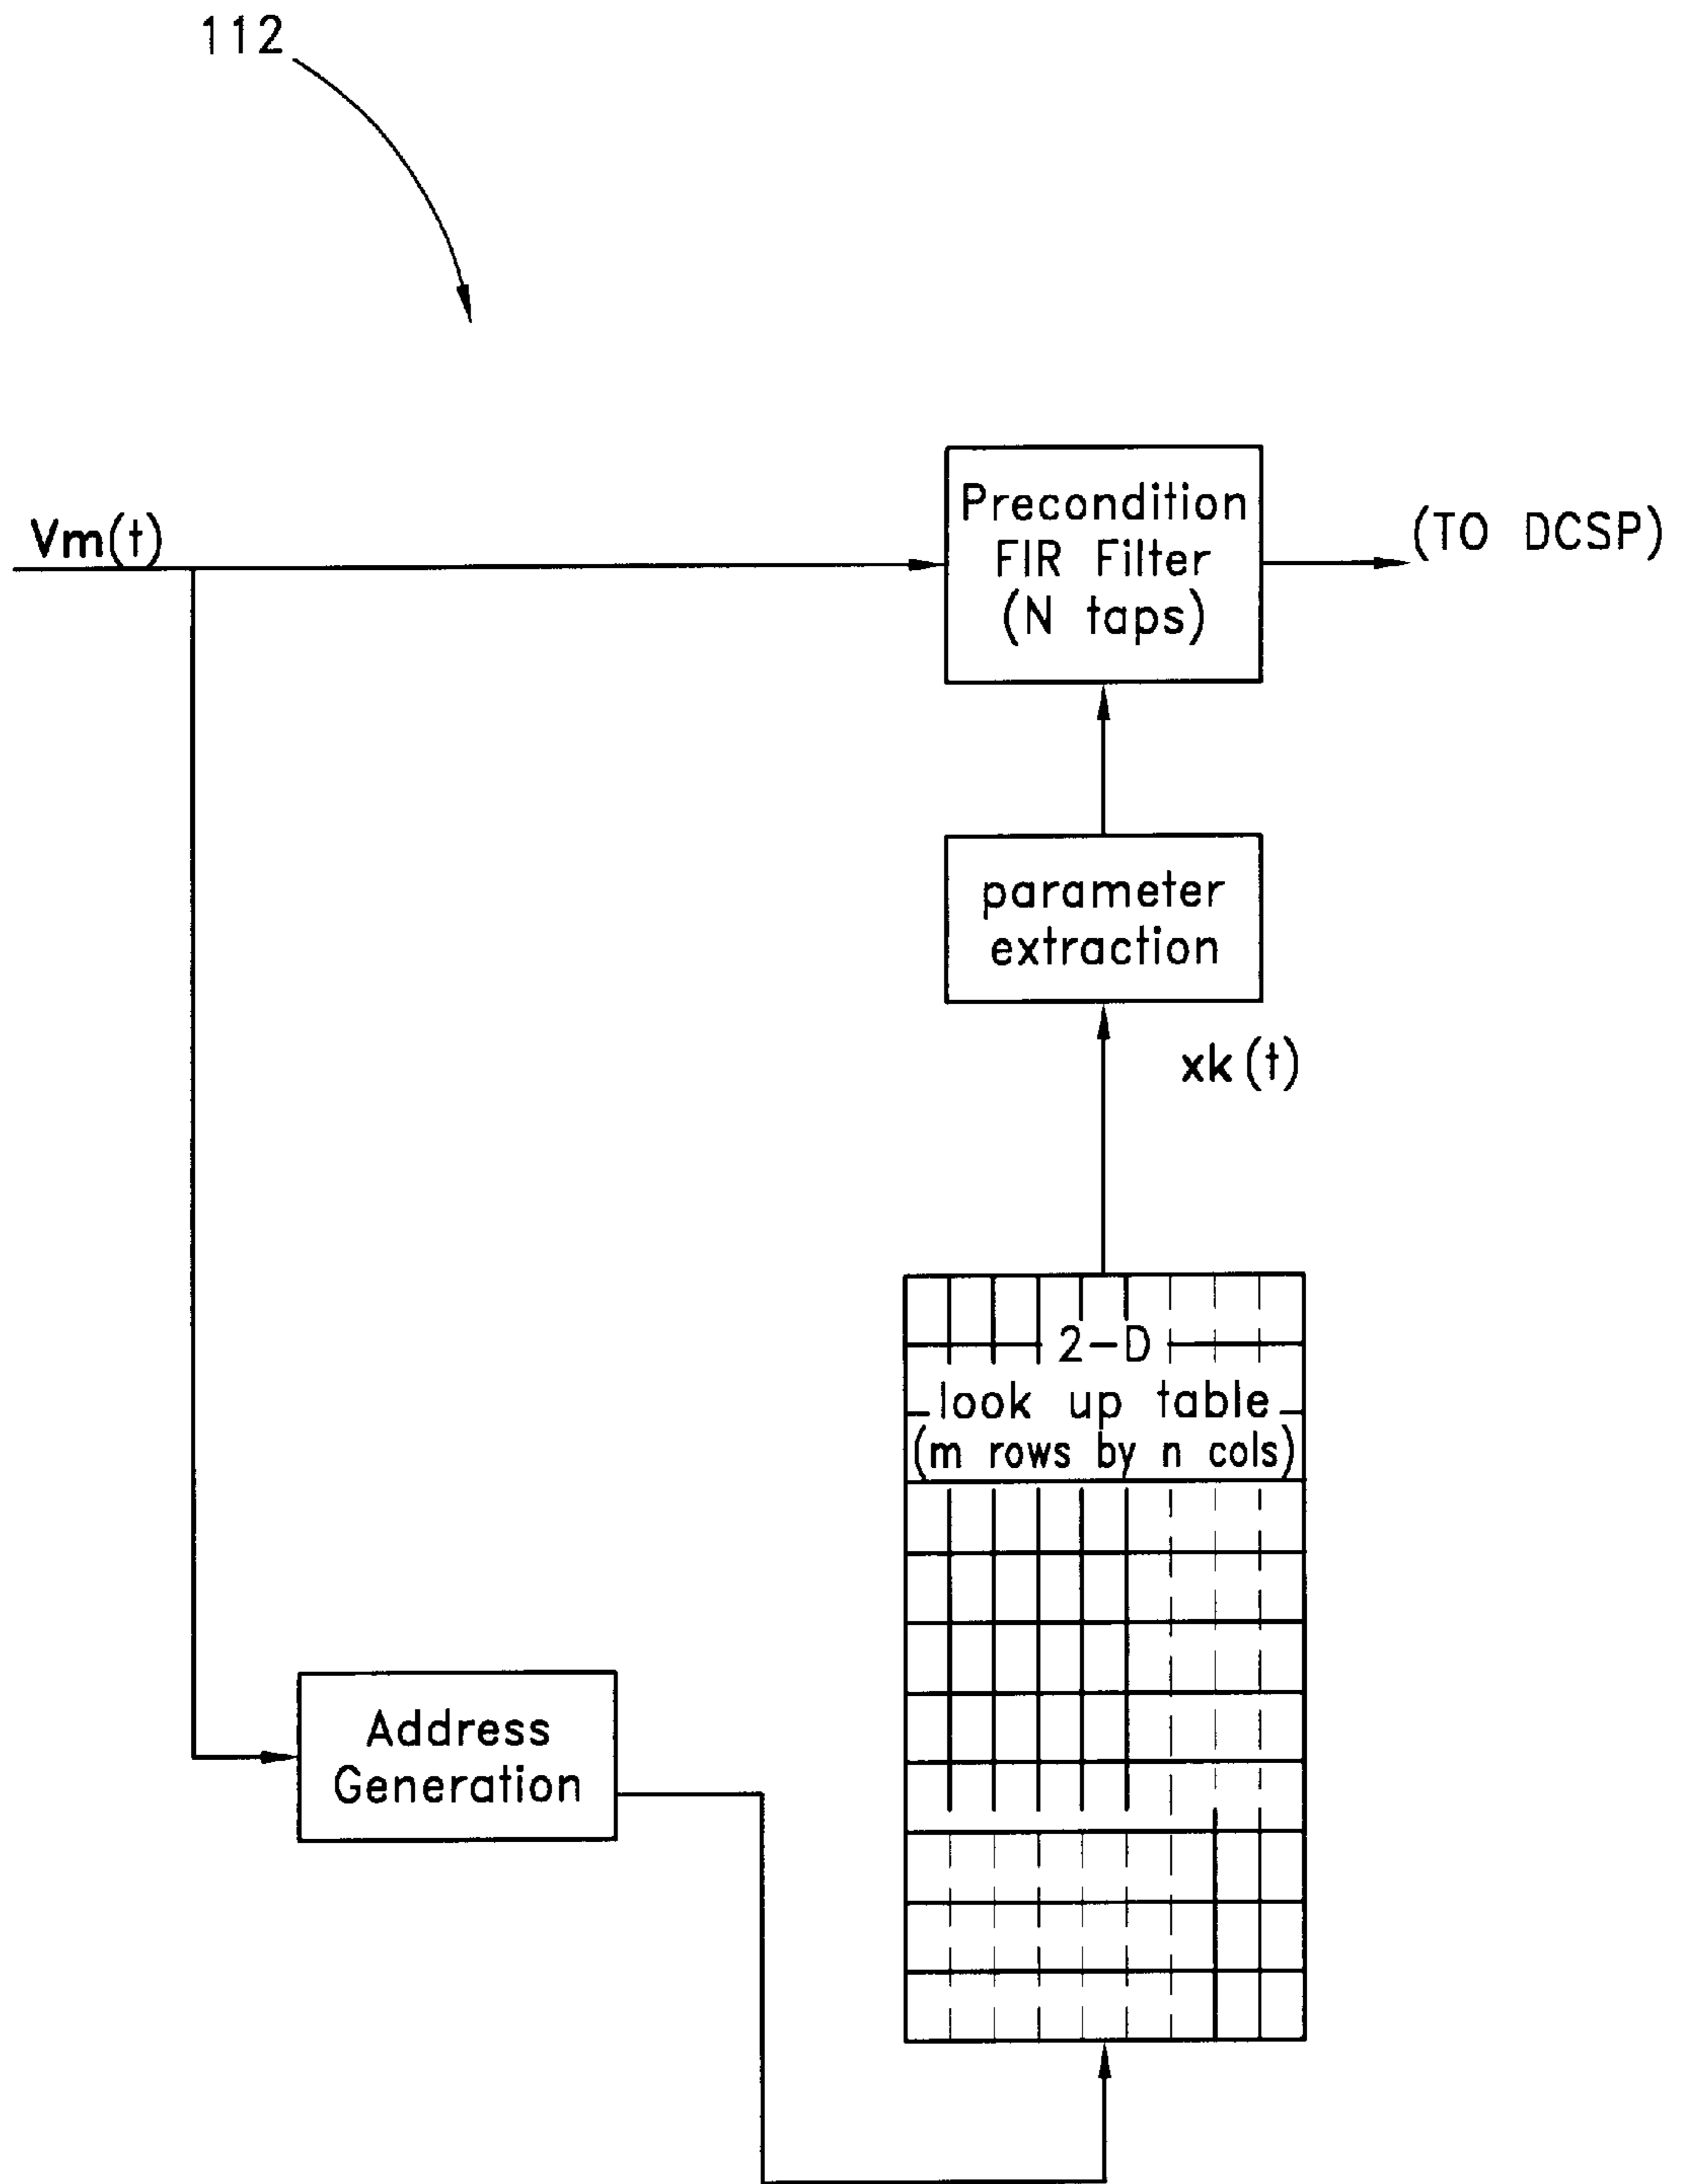 112
Vm(t)
Precondition
FIR Filter
(N taps)
(TO DCSP)
parameter
extraction
xk(t)
2-D
look up table
(m rows by n cols)
Address
Generation